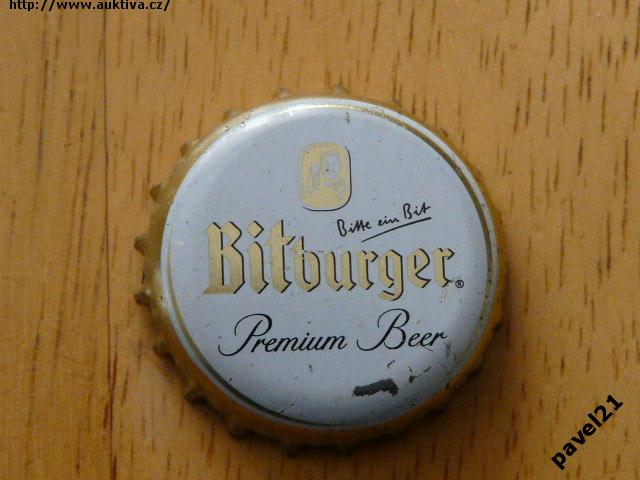 http://www.auktiva.cz/
Bitte ein Bit
Bitburger®
Premium Beer
pavel21